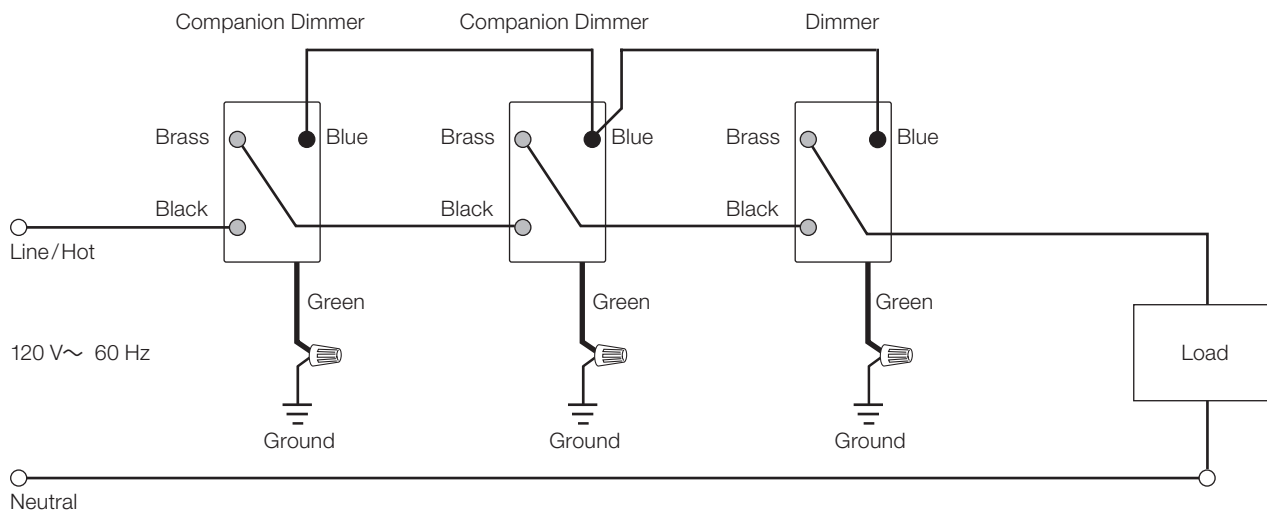 Companion Dimmer
Companion Dimmer
Dimmer
Brass
Blue
Brass
Blue
Brass
Blue
Black
Black
Black
Line/Hot
Green
Green
Green
120 V~ 60 Hz
Load
Ground
Ground
Ground
Neutral